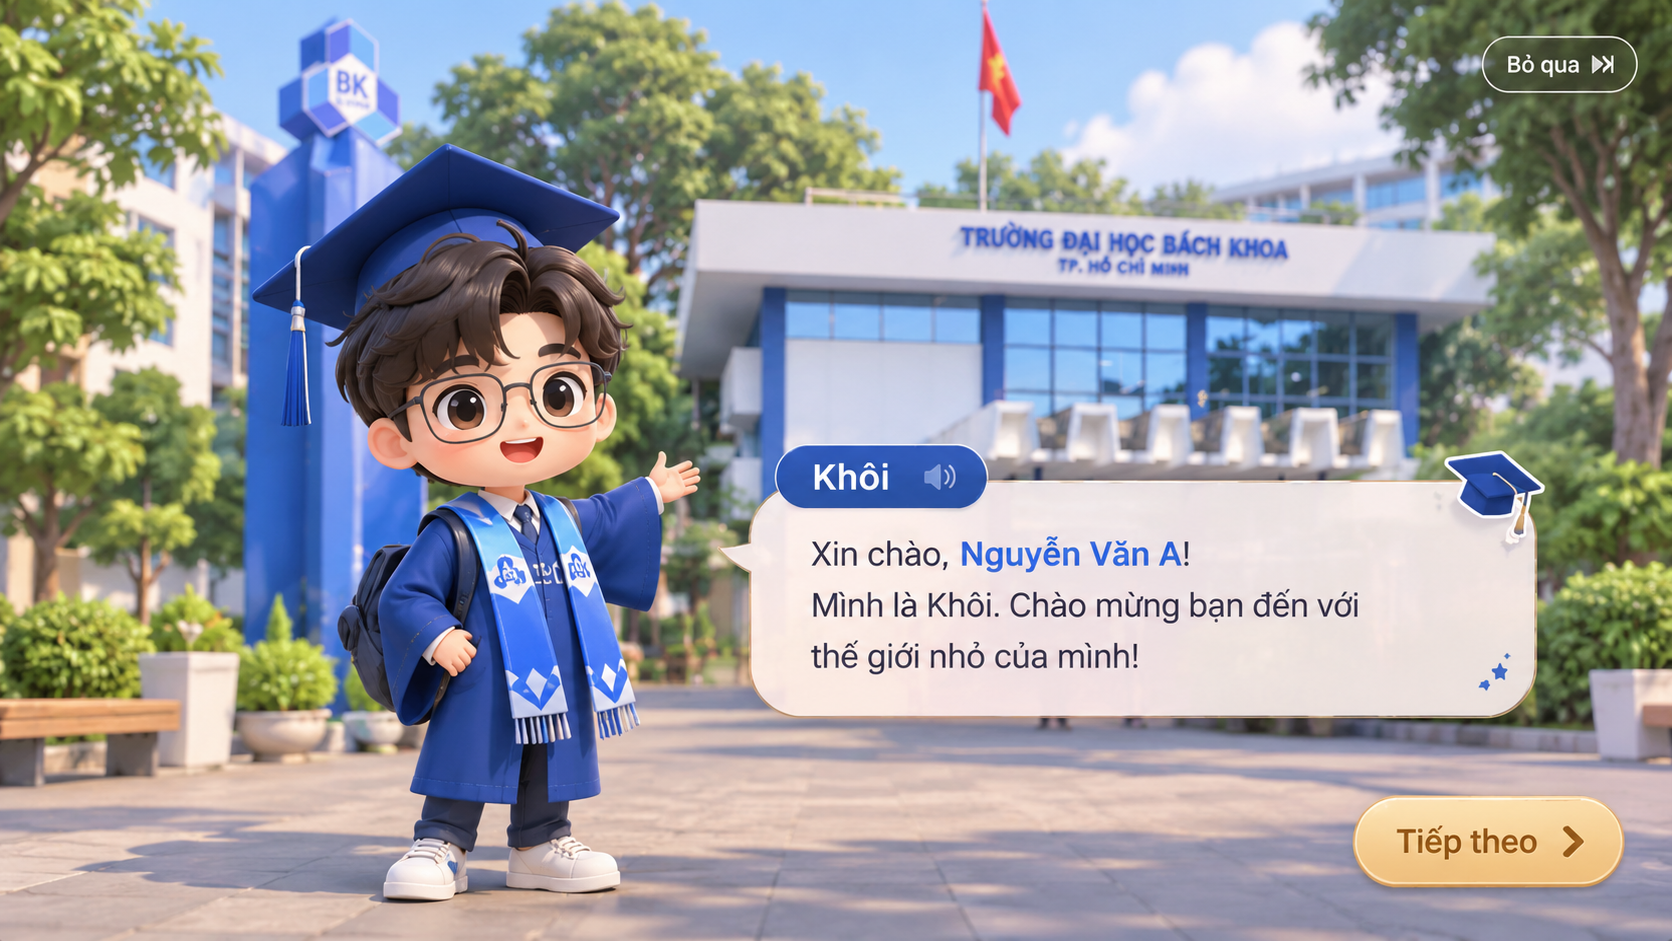 BK
Bỏ qua
TRƯỜNG ĐẠI HỌC BÁCH KHOA
TP. HỒ CHÍ MINH
Khôi
Xin chào, Nguyễn Văn A!
Mình là Khôi. Chào mừng bạn đến với
thế giới nhỏ của mình!
Tiếp theo